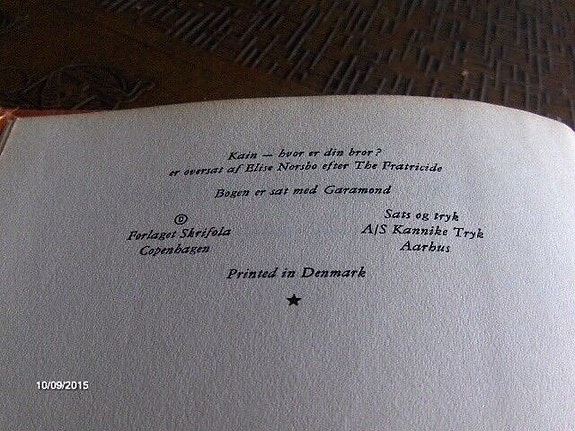 Kain – hvor er din bror?
er oversat af Elise Norsbo efter The Fratricide
Bogen er sat med Garamond
©
Forlaget Skrifola
Copenhagen
Sats og tryk
A/S Kannike Tryk
Aarhus
Printed in Denmark
★
10/09/2015